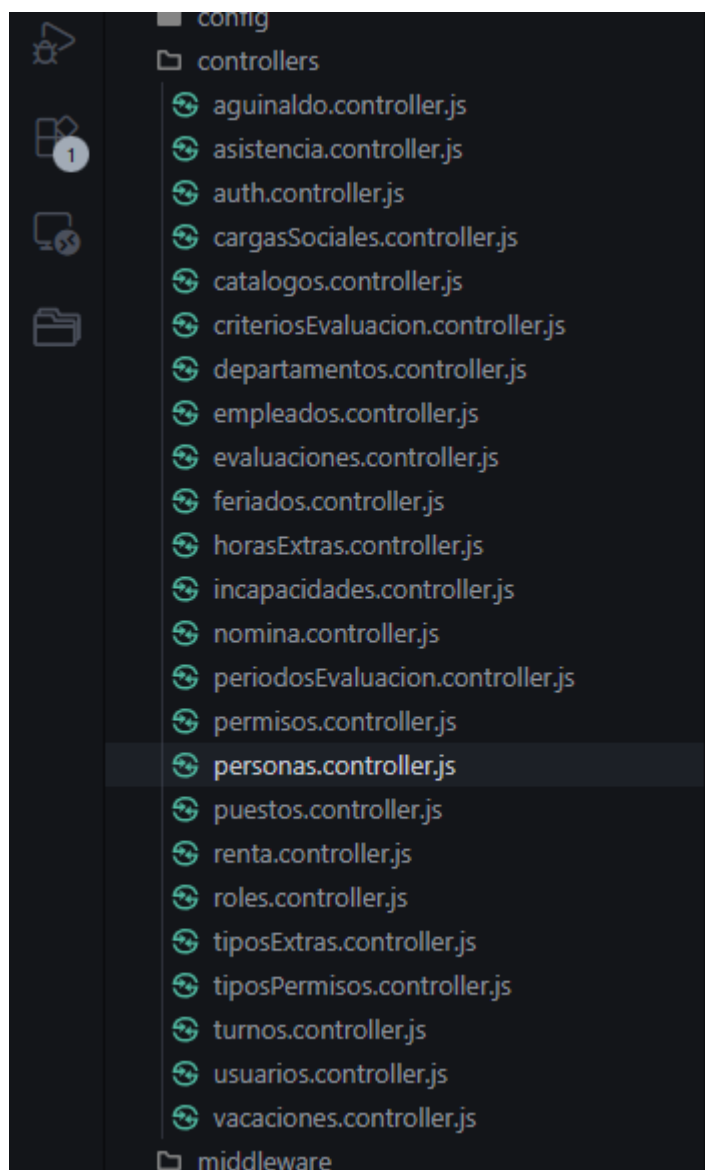 config
controllers
aguinaldo.controller.js
asistencia.controller.js
1
auth.controller.js
cargasSociales.controller.js
catalogos.controller.js
criteriosEvaluacion.controller.js
departamentos.controller.js
empleados.controller.js
evaluaciones.controller.js
feriados.controller.js
horasExtras.controller.js
incapacidades.controller.js
nomina.controller.js
periodosEvaluacion.controller.js
permisos.controller.js
personas.controller.js
puestos.controller.js
renta.controller.js
roles.controller.js
tiposExtras.controller.js
tiposPermisos.controller.js
turnos.controller.js
usuarios.controller.js
vacaciones.controller.js
middleware